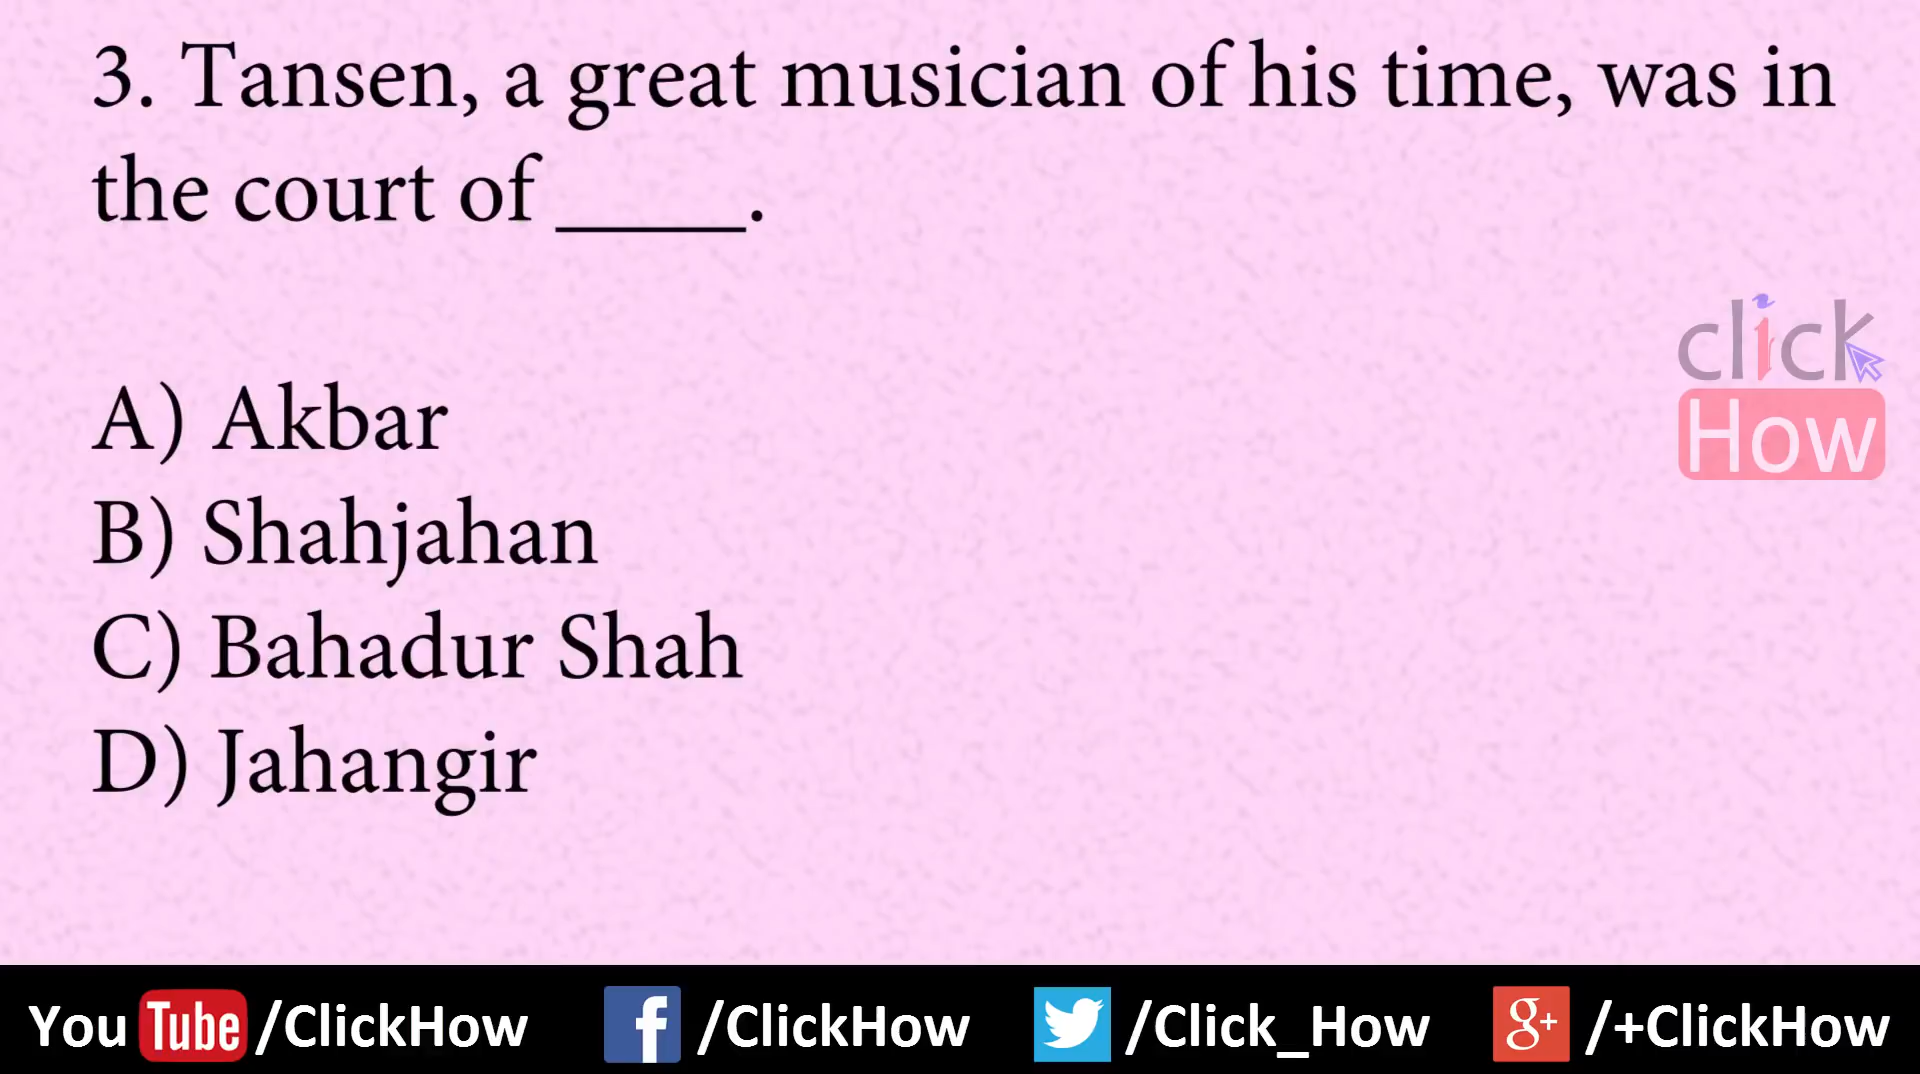 3. Tansen, a great musician of his time, was in
the court of _____.
A) Akbar
B) Shahjahan
C) Bahadur Shah
D) Jahangir
click
How
You Tube /ClickHow f /ClickHow /Click_How g+ /+ClickHow